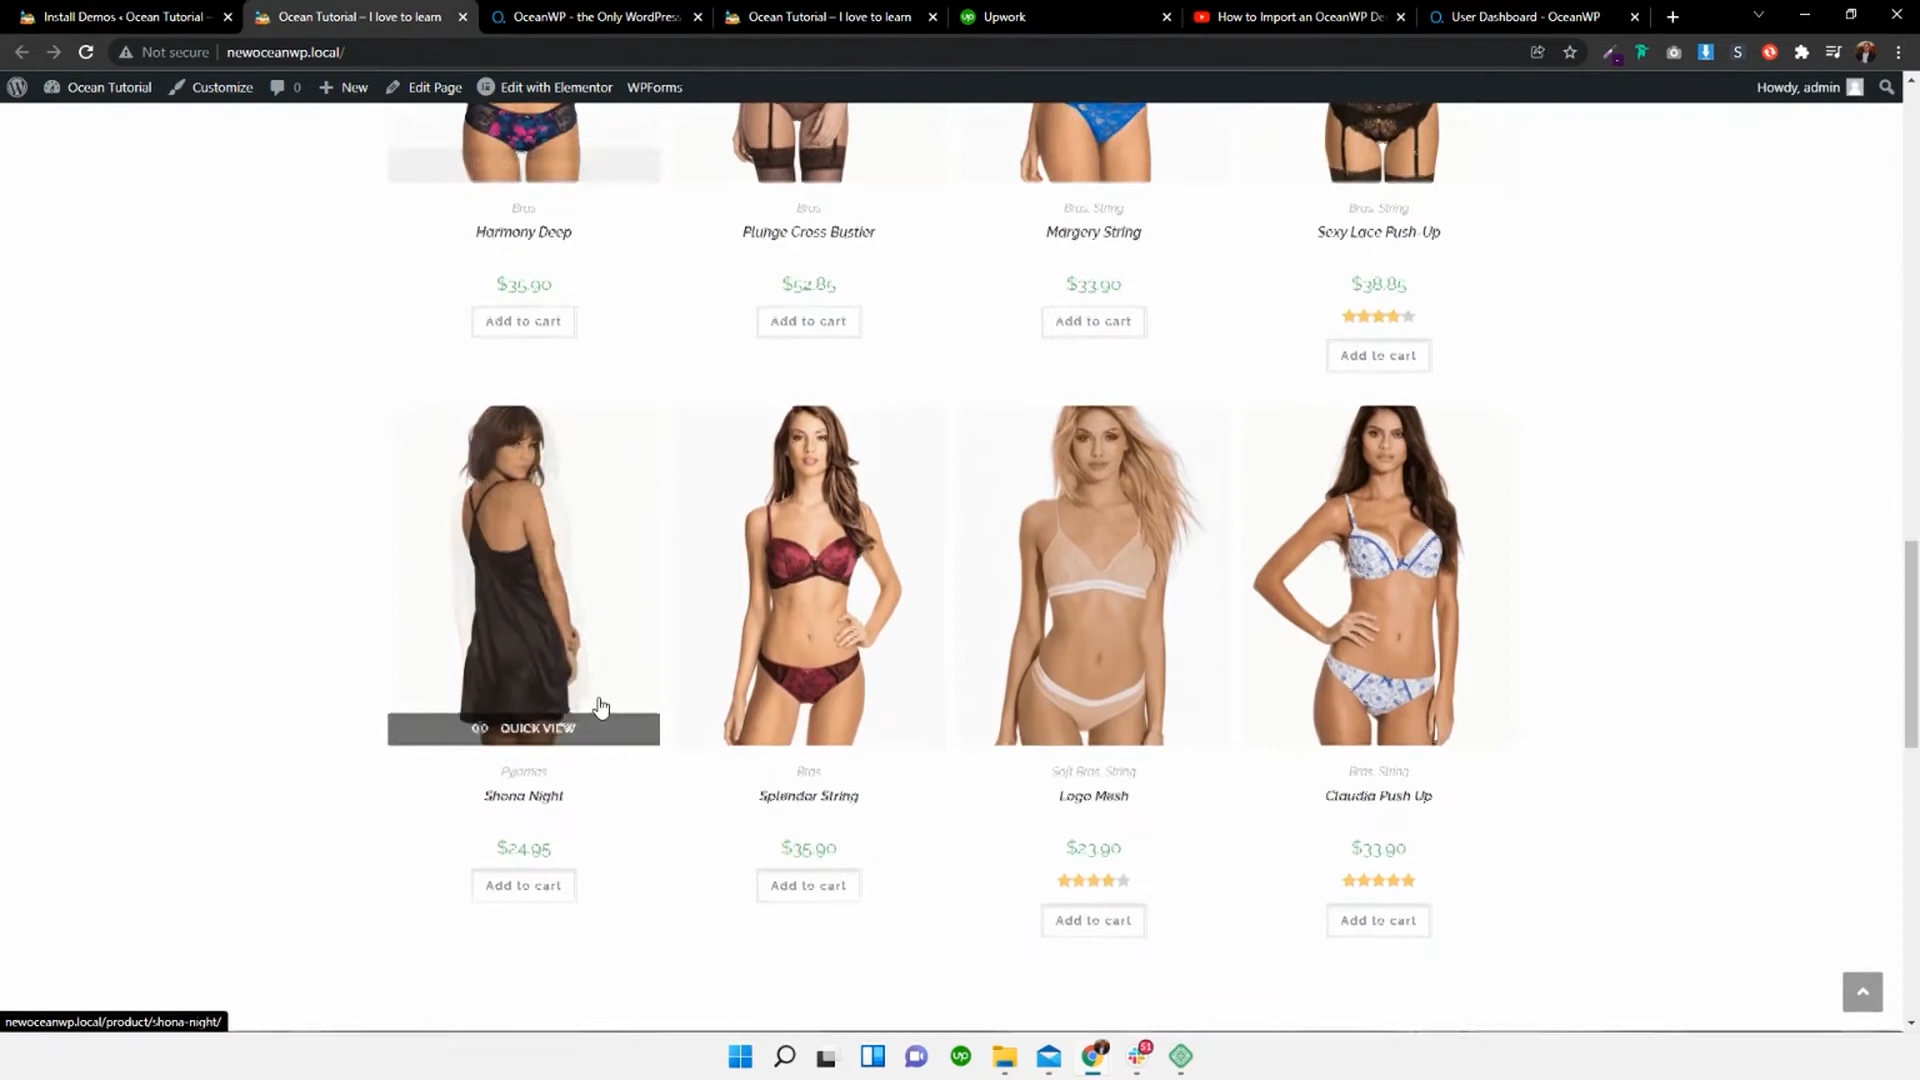 Install Demos ‹ Ocean Tutorial –
Ocean Tutorial – I love to learn
OceanWP - the Only WordPress
Ocean Tutorial – I love to learn
Upwork
How to Import an OceanWP De
User Dashboard - OceanWP
Not secure
newoceanwp.local/
Ocean Tutorial
Customize
0
New
Edit Page
Edit with Elementor
WPForms
Howdy, admin
Bras
Bras
Bras, String
Bras, String
Harmony Deep
Plunge Cross Bustier
Margery String
Sexy Lace Push-Up
$35.90
$52.85
$33.90
$38.85
Add to cart
Add to cart
Add to cart
Add to cart
QUICK VIEW
Pyjamas
Bras
Soft Bras, String
Bras, String
Shona Night
Splendor String
Logo Mesh
Claudia Push Up
$24.95
$35.90
$23.90
$33.90
Add to cart
Add to cart
Add to cart
Add to cart
newoceanwp.local/product/shona-night/
up
51